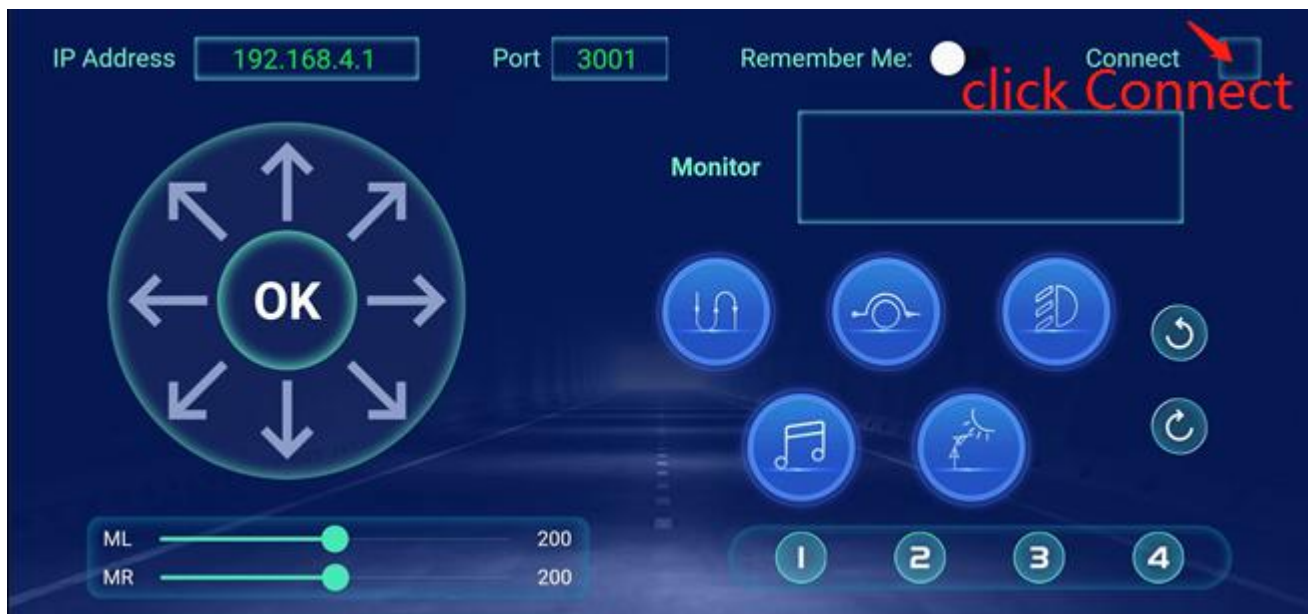 IP Address 192.168.4.1 Port 3001 Remember Me: Connect
click Connect
Monitor
OK
ML 200
MR 200
1 2 3 4